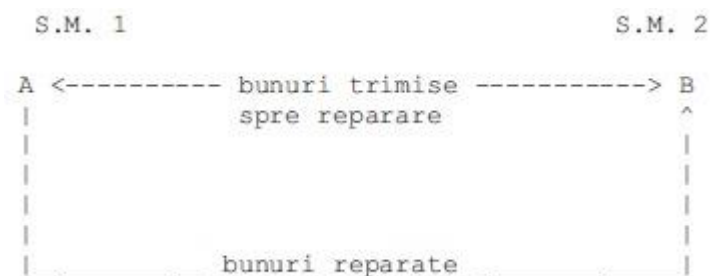 S.M. 1 S.M. 2
A <---------- bunuri trimise -----------> B
| spre reparare ^
| |
| |
| |
| |
| bunuri reparate |